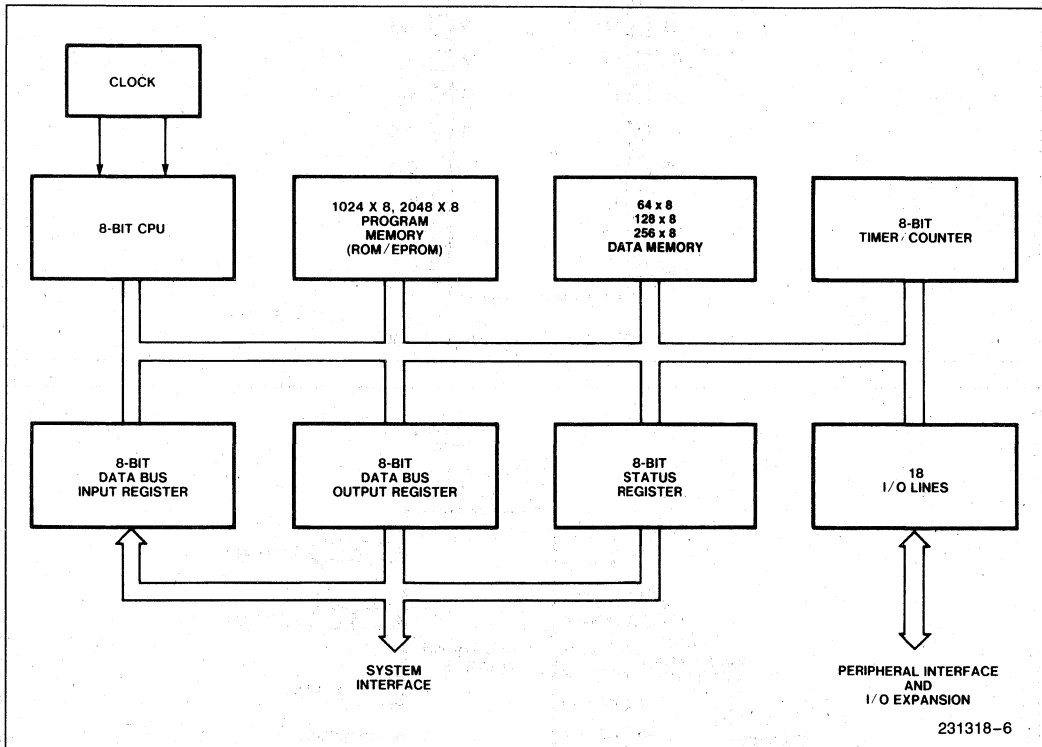 CLOCK
8-BIT CPU
1024 X 8, 2048 X 8
PROGRAM
MEMORY
(ROM/EPROM)
64 x 8
128 x 8
256 x 8
DATA MEMORY
8-BIT
TIMER/COUNTER
8-BIT
DATA BUS
INPUT REGISTER
8-BIT
DATA BUS
OUTPUT REGISTER
8-BIT
STATUS
REGISTER
18
I/O LINES
SYSTEM
INTERFACE
PERIPHERAL INTERFACE
AND
I/O EXPANSION
231318-6